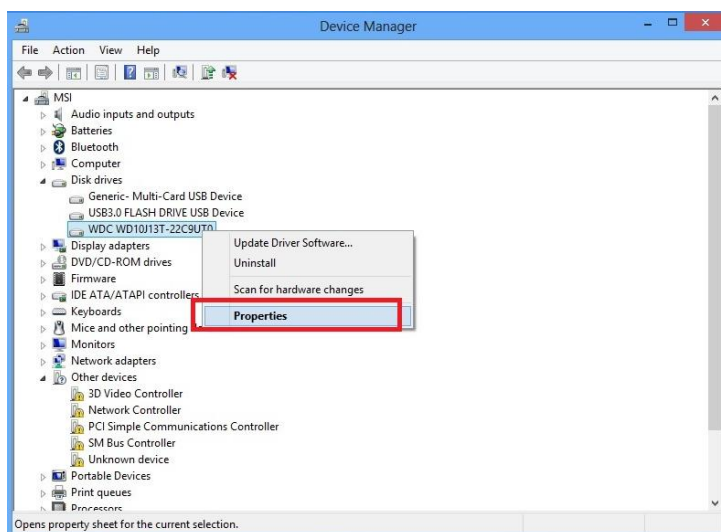 Device Manager
File Action View Help
MSI
Audio inputs and outputs
Batteries
Bluetooth
Computer
Disk drives
Generic- Multi-Card USB Device
USB3.0 FLASH DRIVE USB Device
WDC WD10J13T-22C9UT0
Update Driver Software...
Display adapters
DVD/CD-ROM drives
Uninstall
Firmware
Scan for hardware changes
IDE ATA/ATAPI controllers
Keyboards
Properties
Mice and other pointing
Monitors
Network adapters
Other devices
3D Video Controller
Network Controller
PCI Simple Communications Controller
SM Bus Controller
Unknown device
Portable Devices
Print queues
Processors
Opens property sheet for the current selection.